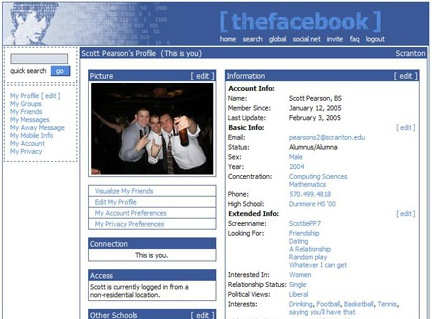 [ thefacebook ]
home search global social net invite faq logout
quick search go
My Profile [ edit ]
My Groups
My Friends
My Messages
My Away Message
My Mobile Info
My Account
My Privacy
Scott Pearson's Profile (This is you) Scranton
Picture [ edit ]
Visualize My Friends
Edit My Profile
My Account Preferences
My Privacy Preferences
Connection
This is you.
Access
Scott is currently logged in from a
non-residential location.
Other Schools [ edit ]
Information [ edit ]
Account Info:
Name: Scott Pearson, BS
Member Since: January 12, 2005
Last Update: February 3, 2005
Basic Info: [ edit ]
Email: pearsons2@scranton.edu
Status: Alumnus/Alumna
Sex: Male
Year: 2004
Concentration: Computing Sciences
Mathematics
Phone: 570.499.4818
High School: Dunmore HS '00
Extended Info: [ edit ]
Screenname: ScottiePP7
Looking For: Friendship
Dating
A Relationship
Random play
Whatever I can get
Interested In: Women
Relationship Status: Single
Political Views: Liberal
Interests: Drinking, Football, Basketball, Tennis,
saying you'll have that